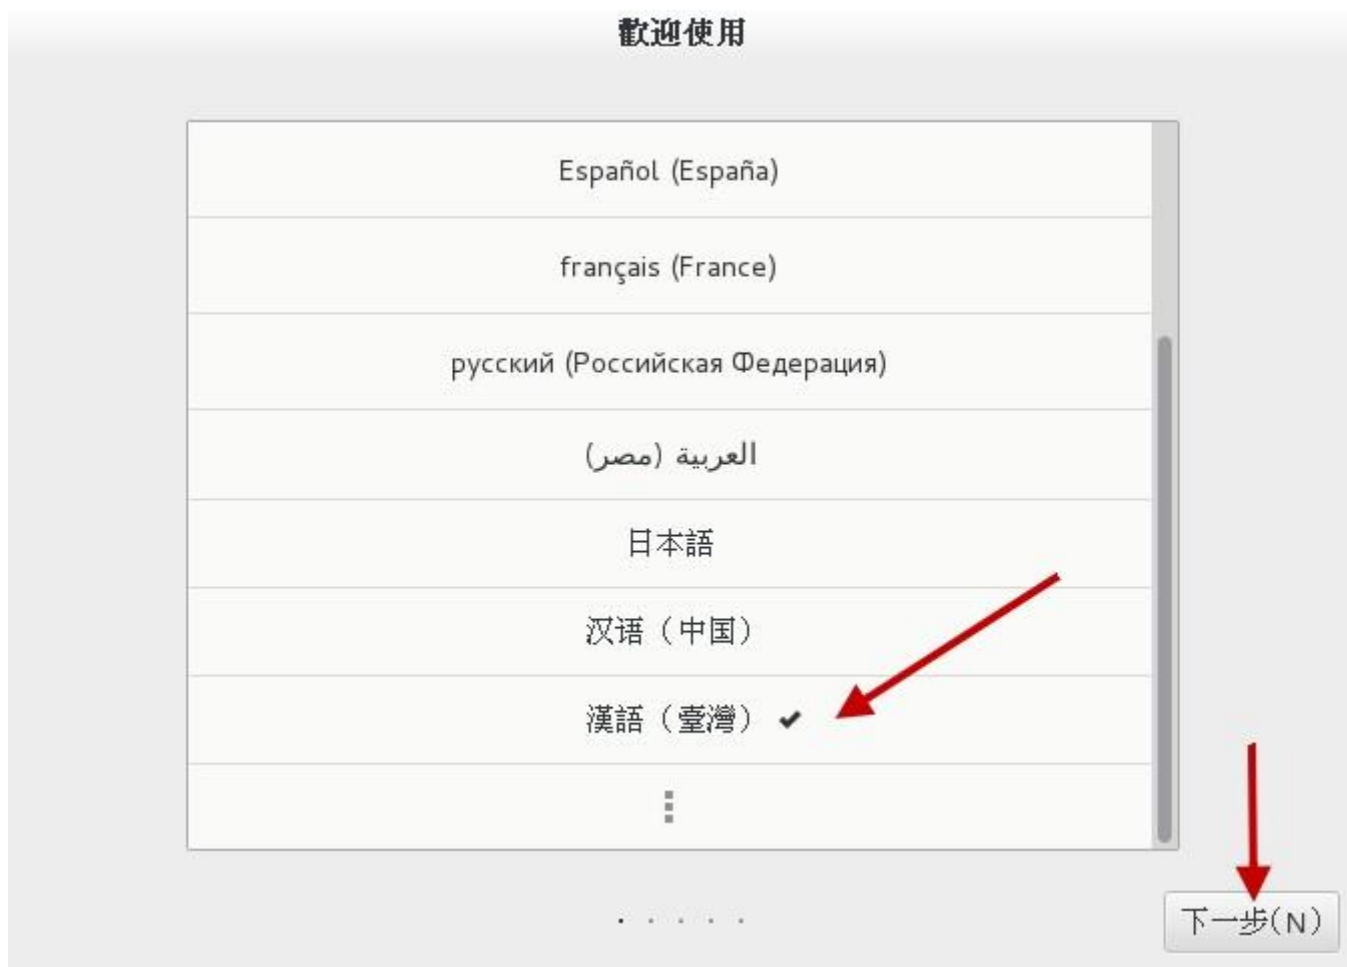 歡迎使用
Español (España)
français (France)
русский (Российская Федерация)
العربية (مصر)
日本語
汉语（中国）
漢語（臺灣）
下一步(N)